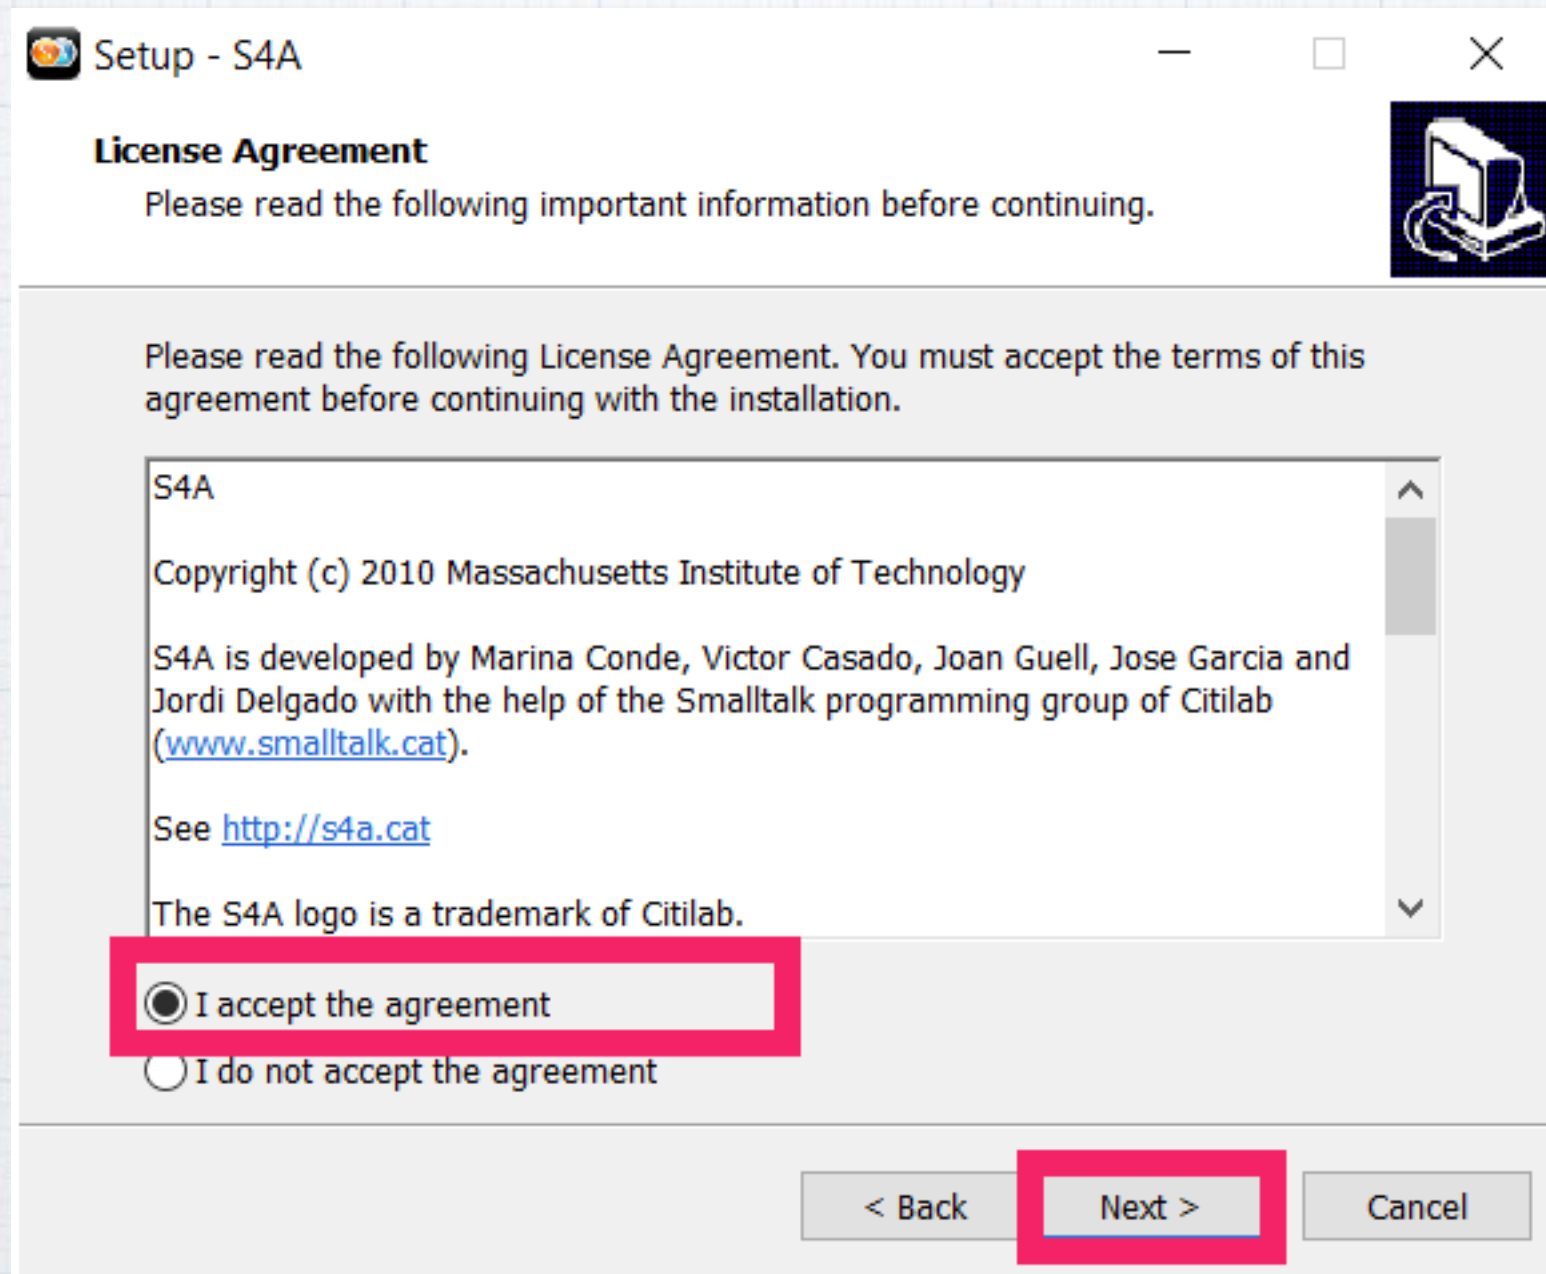 Setup - S4A
License Agreement
Please read the following important information before continuing.
Please read the following License Agreement. You must accept the terms of this
agreement before continuing with the installation.
S4A
Copyright (c) 2010 Massachusetts Institute of Technology
S4A is developed by Marina Conde, Victor Casado, Joan Guell, Jose Garcia and
Jordi Delgado with the help of the Smalltalk programming group of Citilab
(www.smalltalk.cat).
See http://s4a.cat
The S4A logo is a trademark of Citilab.
I accept the agreement
I do not accept the agreement
< Back Next > Cancel